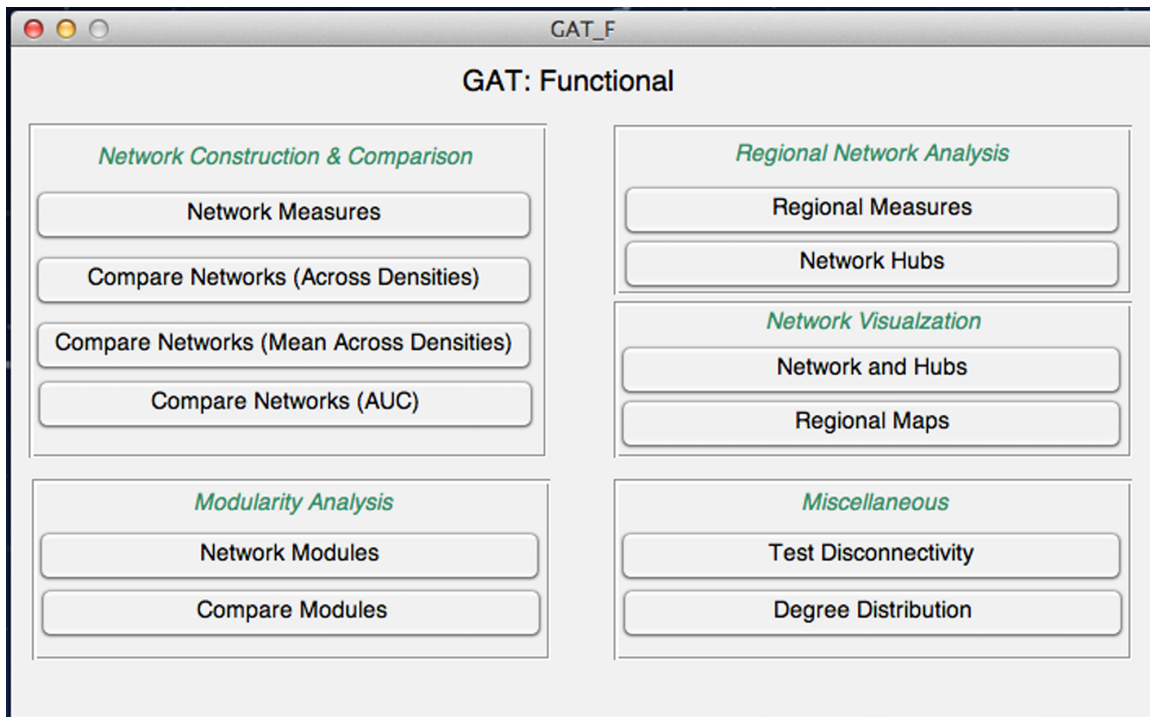 GAT_F
GAT: Functional
Network Construction & Comparison
Network Measures
Compare Networks (Across Densities)
Compare Networks (Mean Across Densities)
Compare Networks (AUC)
Regional Network Analysis
Regional Measures
Network Hubs
Network Visualzation
Network and Hubs
Regional Maps
Modularity Analysis
Network Modules
Compare Modules
Miscellaneous
Test Disconnectivity
Degree Distribution